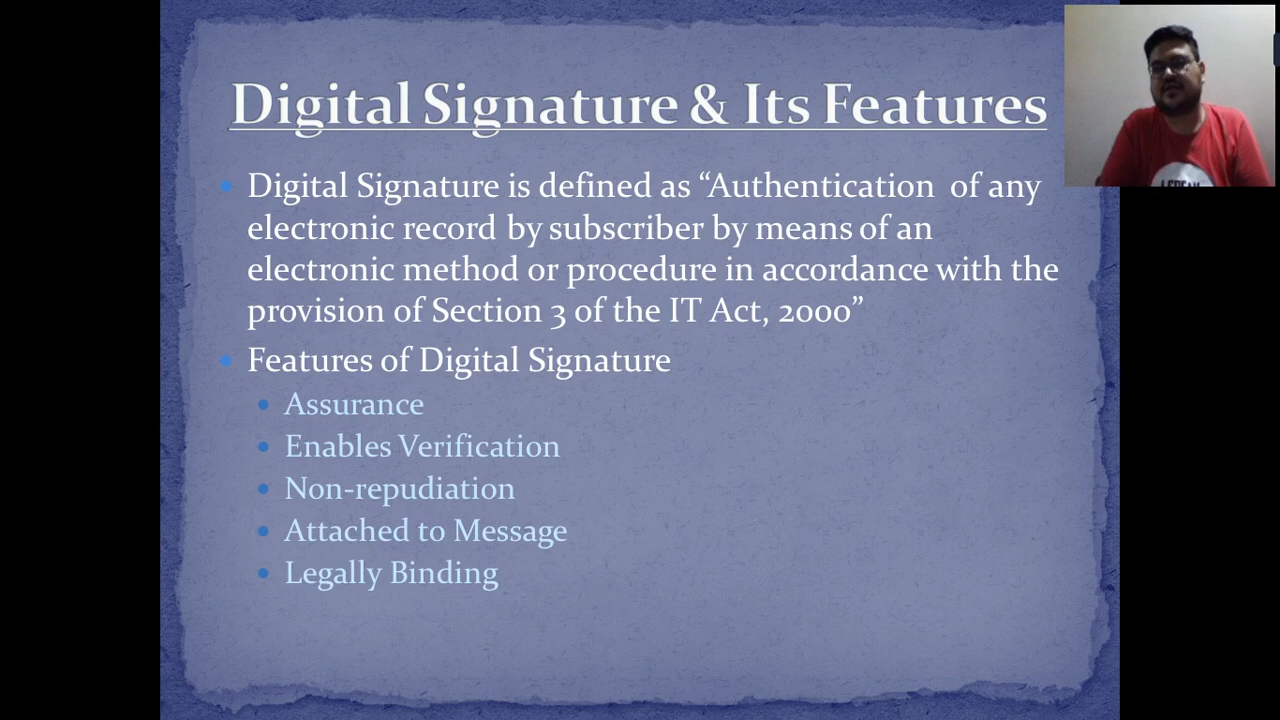 Digital Signature & Its Features
Digital Signature is defined as “Authentication of any
electronic record by subscriber by means of an
electronic method or procedure in accordance with the
provision of Section 3 of the IT Act, 2000”
Features of Digital Signature
Assurance
Enables Verification
Non-repudiation
Attached to Message
Legally Binding